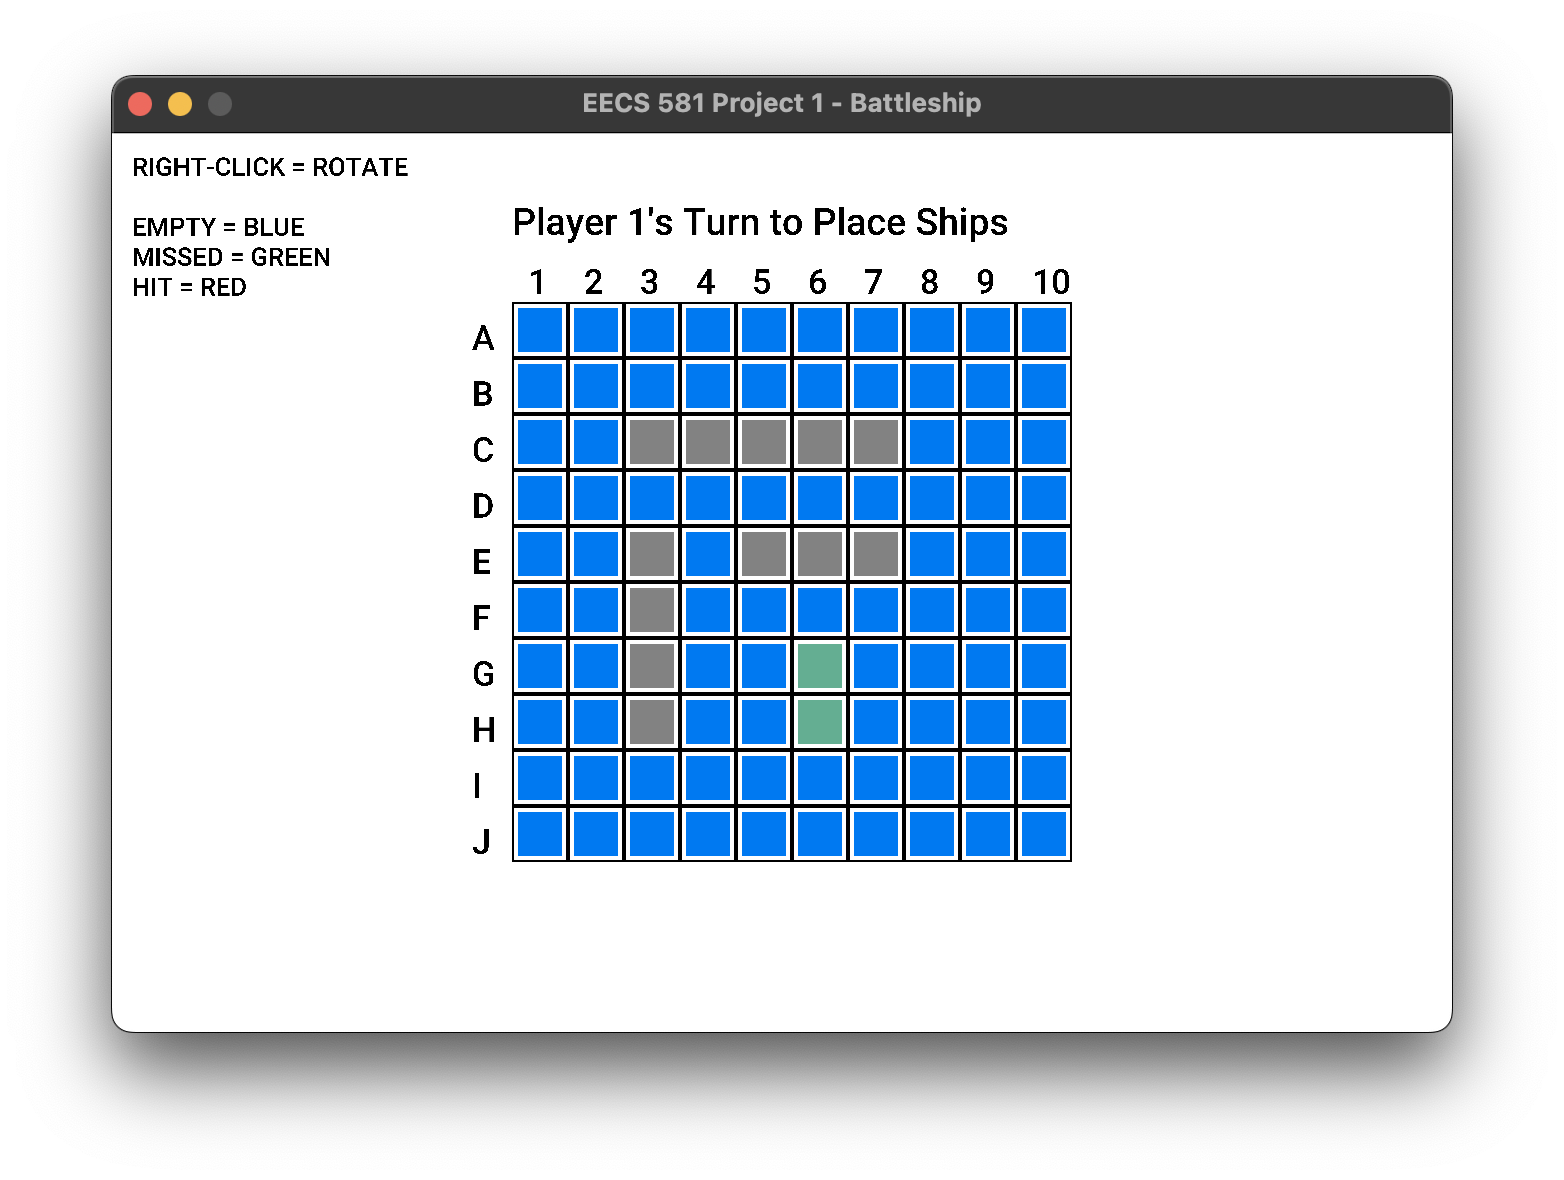 EECS 581 Project 1 - Battleship
RIGHT-CLICK = ROTATE
EMPTY = BLUE
MISSED = GREEN
HIT = RED
Player 1's Turn to Place Ships
1 2 3 4 5 6 7 8 9 10
A
B
C
D
E
F
G
H
I
J